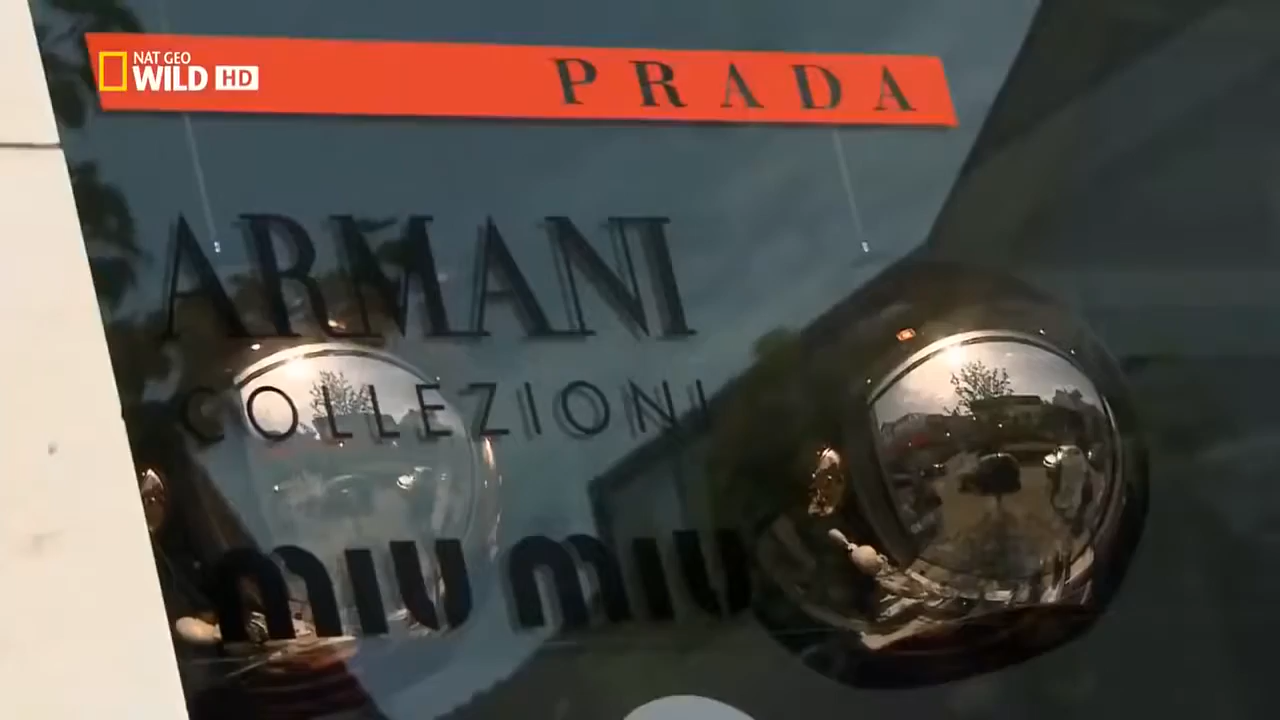 NAT GEO
WILD HD
PRADA
ARMANI
COLLEZIONI
miu miu